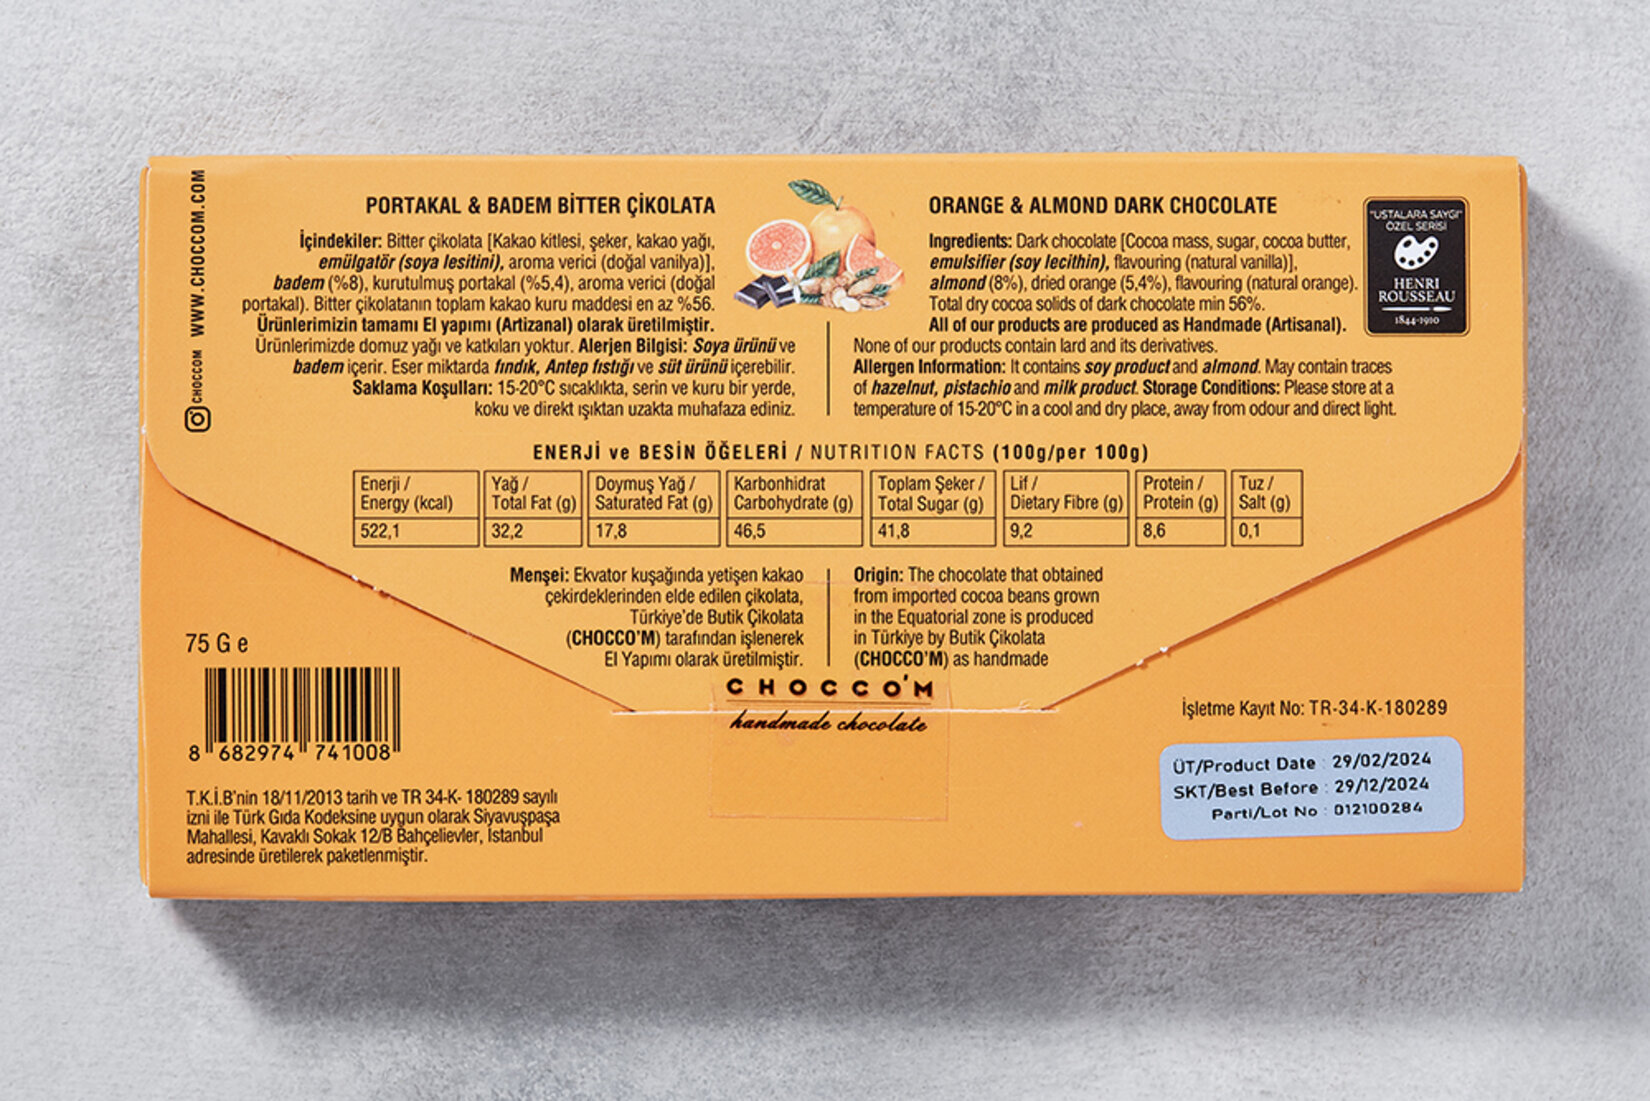 WWW.CHOCCOM.COM
CHOCCOM
PORTAKAL & BADEM BİTTER ÇİKOLATA
İçindekiler: Bitter çikolata [Kakao kitlesi, şeker, kakao yağı,
emülgatör (soya lesitini), aroma verici (doğal vanilya)],
badem (%8), kurutulmuş portakal (%5,4), aroma verici (doğal
portakal). Bitter çikolatanın toplam kakao kuru maddesi en az %56.
Ürünlerimizin tamamı El yapımı (Artizanal) olarak üretilmiştir.
Ürünlerimizde domuz yağı ve katkıları yoktur. Alerjen Bilgisi: Soya ürünü ve
badem içerir. Eser miktarda fındık, Antep fıstığı ve süt ürünü içerebilir.
Saklama Koşulları: 15-20°C sıcaklıkta, serin ve kuru bir yerde,
koku ve direkt ışıktan uzakta muhafaza ediniz.
ORANGE & ALMOND DARK CHOCOLATE
Ingredients: Dark chocolate [Cocoa mass, sugar, cocoa butter,
emulsifier (soy lecithin), flavouring (natural vanilla)],
almond (8%), dried orange (5,4%), flavouring (natural orange).
Total dry cocoa solids of dark chocolate min 56%.
All of our products are produced as Handmade (Artisanal).
None of our products contain lard and its derivatives.
Allergen Information: It contains soy product and almond. May contain traces
of hazelnut, pistachio and milk product. Storage Conditions: Please store at a
temperature of 15-20°C in a cool and dry place, away from odour and direct light.
"USTALARA SAYGI"
ÖZEL SERİSİ
HENRI
ROUSSEAU
1844-1910
ENERJİ ve BESİN ÖĞELERİ / NUTRITION FACTS (100g/per 100g)
Enerji / Yağ / Doymuş Yağ / Karbonhidrat Toplam Şeker / Lif / Protein / Tuz /
Energy (kcal) Total Fat (g) Saturated Fat (g) Carbohydrate (g) Total Sugar (g) Dietary Fibre (g) Protein (g) Salt (g)
522,1 32,2 17,8 46,5 41,8 9,2 8,6 0,1
Menşei: Ekvator kuşağında yetişen kakao
çekirdeklerinden elde edilen çikolata,
Türkiye'de Butik Çikolata
(CHOCCO'M) tarafından işlenerek
El Yapımı olarak üretilmiştir.
Origin: The chocolate that obtained
from imported cocoa beans grown
in the Equatorial zone is produced
in Türkiye by Butik Çikolata
(CHOCCO'M) as handmade
CHOCCO'M
handmade chocolate
75 G e
8 682974 741008
T.K.İ.B'nin 18/11/2013 tarih ve TR 34-K- 180289 sayılı
izni ile Türk Gıda Kodeksine uygun olarak Siyavuşpaşa
Mahallesi, Kavaklı Sokak 12/B Bahçelievler, İstanbul
adresinde üretilerek paketlenmiştir.
İşletme Kayıt No: TR-34-K-180289
ÜT/Product Date : 29/02/2024
SKT/Best Before : 29/12/2024
Parti/Lot No : 012100284